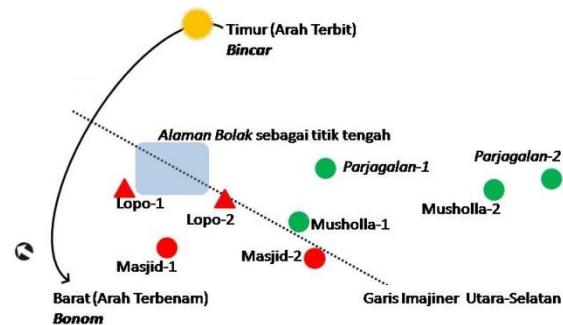 Timur (Arah Terbit)
Bincar
Alaman Bolak sebagai titik tengah
Parjagalan-1
Parjagalan-2
Lopo-1
Lopo-2
Musholla-1
Musholla-2
Masjid-1
Masjid-2
Barat (Arah Terbenam)
Bonom
Garis Imajiner Utara-Selatan